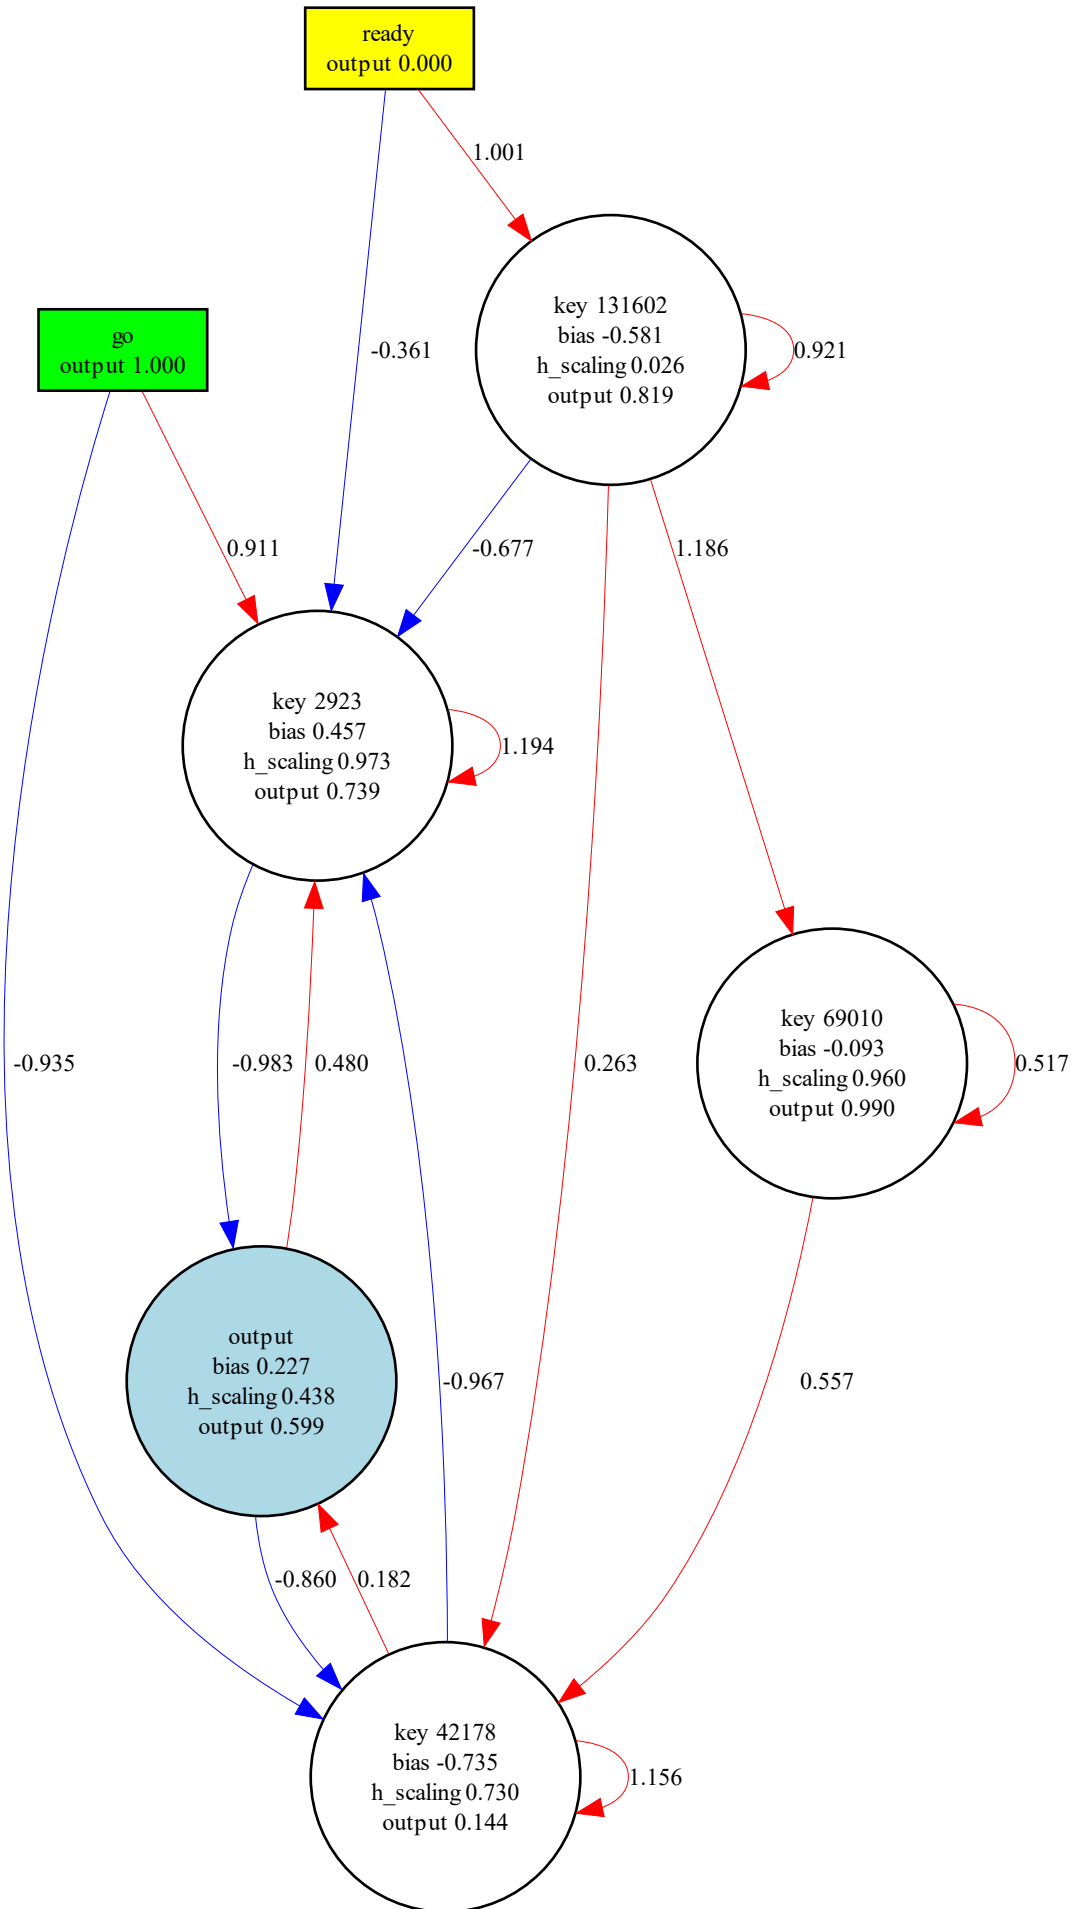 ready
output 0.000
1.001
key 131602
bias -0.581
h_scaling 0.026
output 0.819
0.921
go
output 1.000
-0.361
0.911
-0.677
1.186
key 2923
bias 0.457
h_scaling 0.973
output 0.739
1.194
key 69010
bias -0.093
h_scaling 0.960
output 0.990
0.517
-0.935
-0.983
0.480
0.263
output
bias 0.227
h_scaling 0.438
output 0.599
-0.967
0.557
-0.860
0.182
key 42178
bias -0.735
h_scaling 0.730
output 0.144
1.156